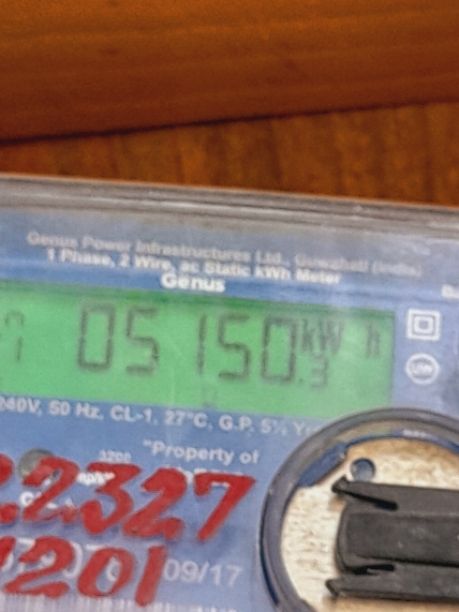 Genus Power Infrastructures Ltd., Guwahati (India)
1 Phase, 2 Wire, ac Static kWh Meter
Genus
05150.3 kWh
240V, 50 Hz, CL-1, 27°C, G.P. 5½ Y
3200 "Property of
2327
1201 09/17